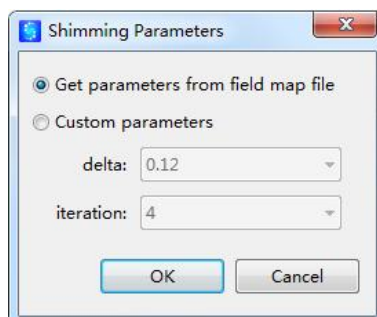 Shimming Parameters
Get parameters from field map file
Custom parameters
delta: 0.12
iteration: 4
OK Cancel